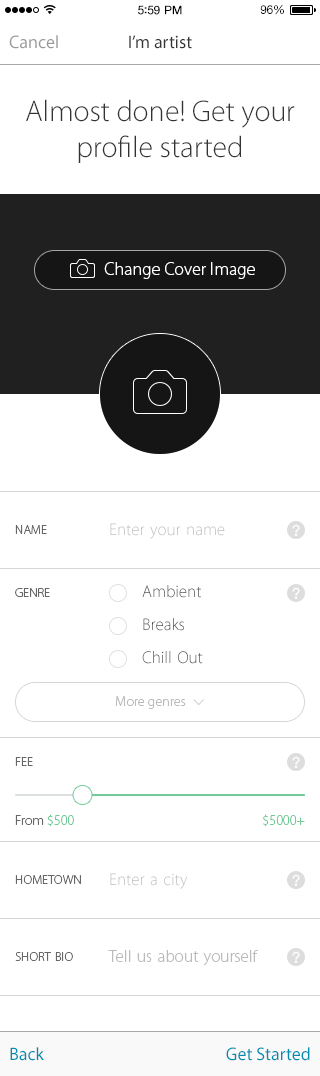 5:59 PM 96%
Cancel I'm artist
Almost done! Get your
profile started
Change Cover Image
NAME Enter your name ?
GENRE Ambient ?
Breaks
Chill Out
More genres
FEE ?
From $500 $5000+
HOMETOWN Enter a city ?
SHORT BIO Tell us about yourself ?
Back Get Started